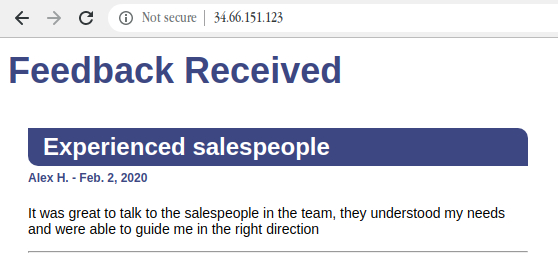 Not secure | 34.66.151.123
Feedback Received
Experienced salespeople
Alex H. - Feb. 2, 2020
It was great to talk to the salespeople in the team, they understood my needs
and were able to guide me in the right direction